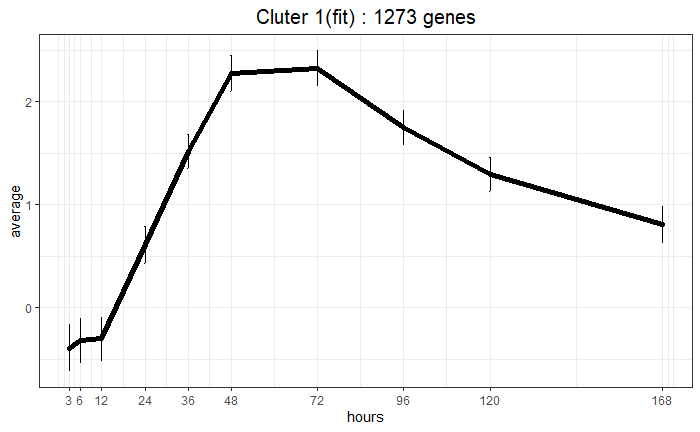 Cluter 1(fit) : 1273 genes
average
2
1
0
3 6 12 24 36 48 72 96 120 168
hours